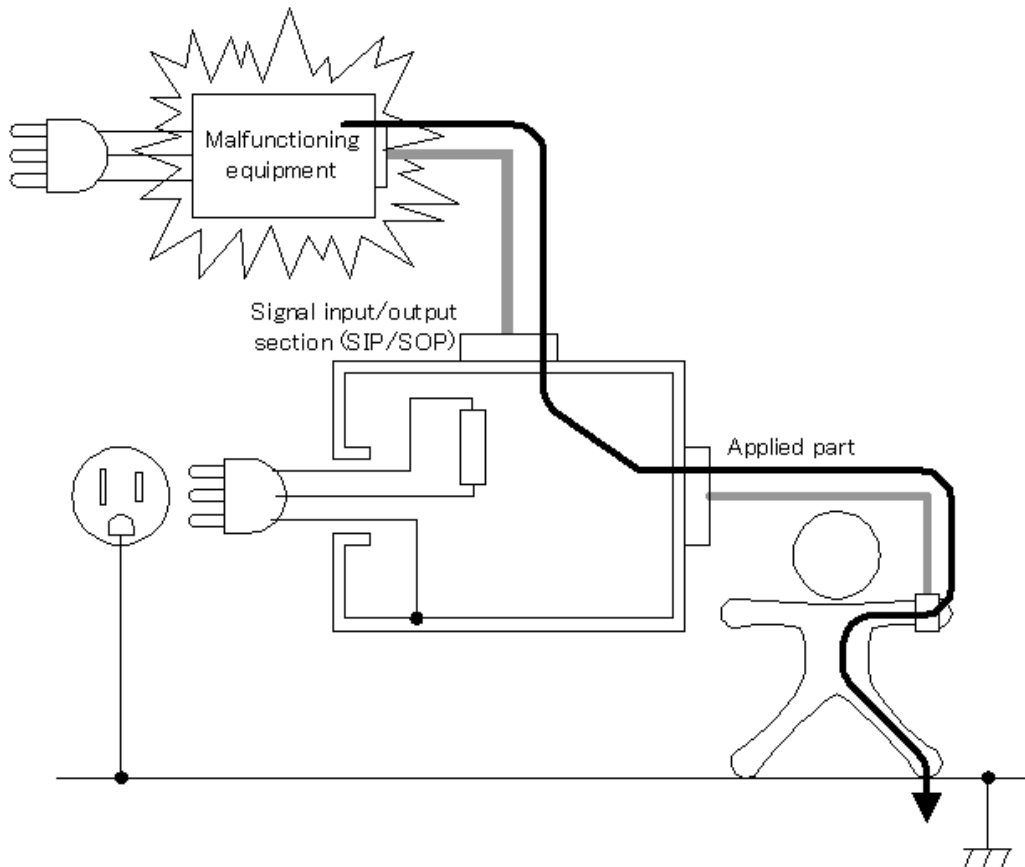 Malfunctioning
equipment
Signal input/output
section (SIP/SOP)
Applied part